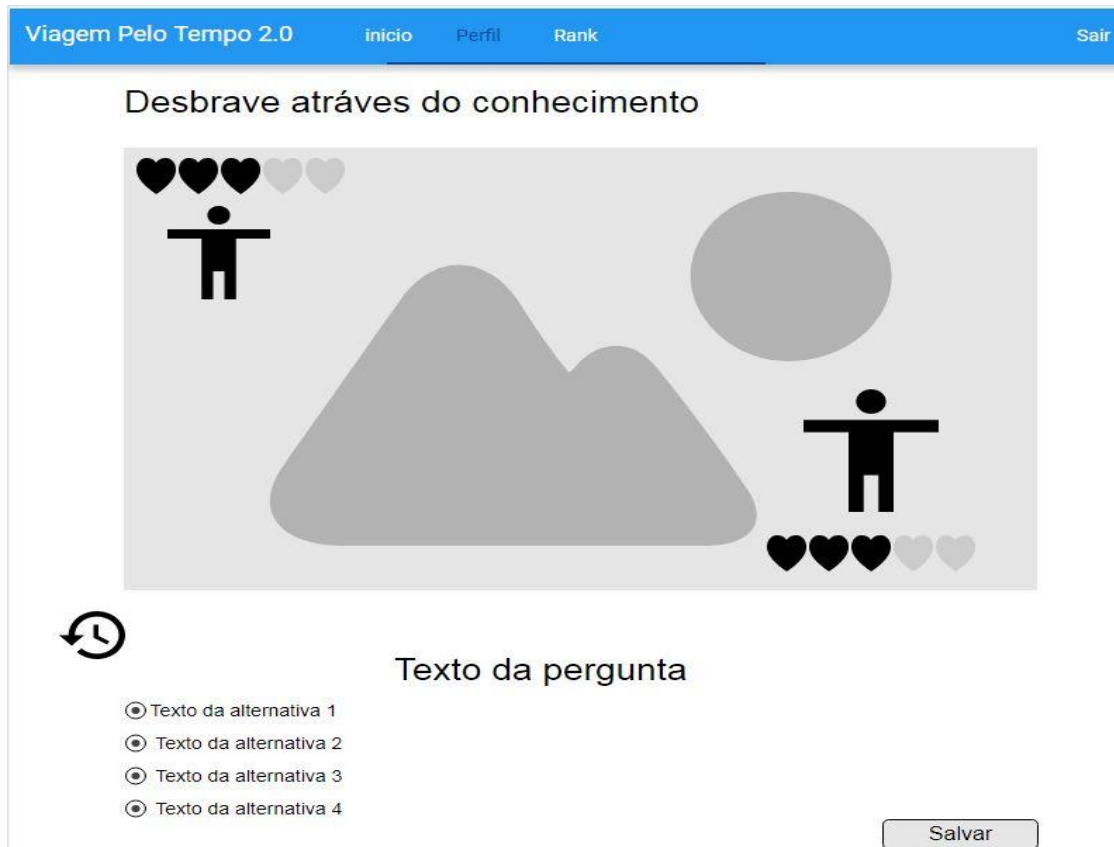 Viagem Pelo Tempo 2.0 inicio Perfil Rank Sair
Desbrave atráves do conhecimento
Texto da pergunta
Texto da alternativa 1
Texto da alternativa 2
Texto da alternativa 3
Texto da alternativa 4
Salvar